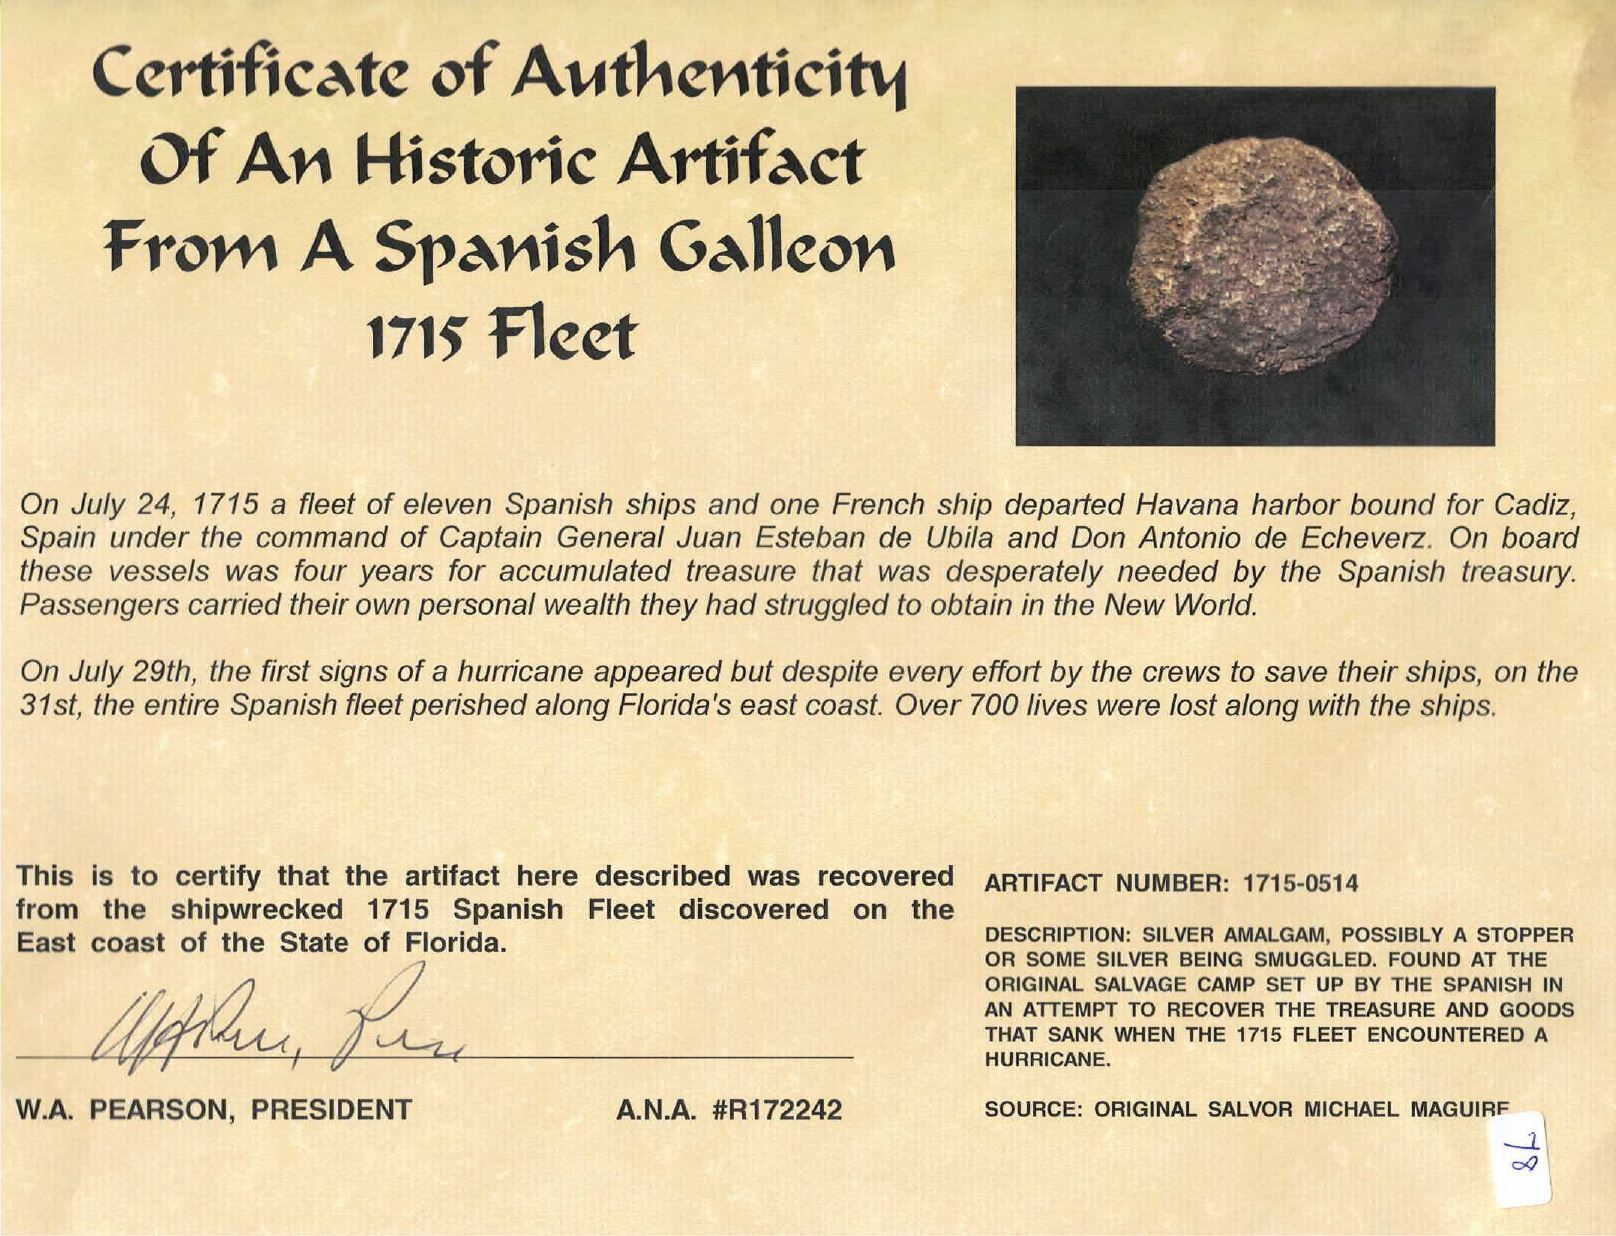 Certificate of Authenticity
Of An Historic Artifact
From A Spanish Galleon
1715 Fleet
On July 24, 1715 a fleet of eleven Spanish ships and one French ship departed Havana harbor bound for Cadiz,
Spain under the command of Captain General Juan Esteban de Ubila and Don Antonio de Echeverz. On board
these vessels was four years for accumulated treasure that was desperately needed by the Spanish treasury.
Passengers carried their own personal wealth they had struggled to obtain in the New World.
On July 29th, the first signs of a hurricane appeared but despite every effort by the crews to save their ships, on the
31st, the entire Spanish fleet perished along Florida's east coast. Over 700 lives were lost along with the ships.
This is to certify that the artifact here described was recovered
from the shipwrecked 1715 Spanish Fleet discovered on the
East coast of the State of Florida.
W.A. PEARSON, PRESIDENT A.N.A. #R172242
ARTIFACT NUMBER: 1715-0514
DESCRIPTION: SILVER AMALGAM, POSSIBLY A STOPPER
OR SOME SILVER BEING SMUGGLED. FOUND AT THE
ORIGINAL SALVAGE CAMP SET UP BY THE SPANISH IN
AN ATTEMPT TO RECOVER THE TREASURE AND GOODS
THAT SANK WHEN THE 1715 FLEET ENCOUNTERED A
HURRICANE.
SOURCE: ORIGINAL SALVOR MICHAEL MAGUIRE
78